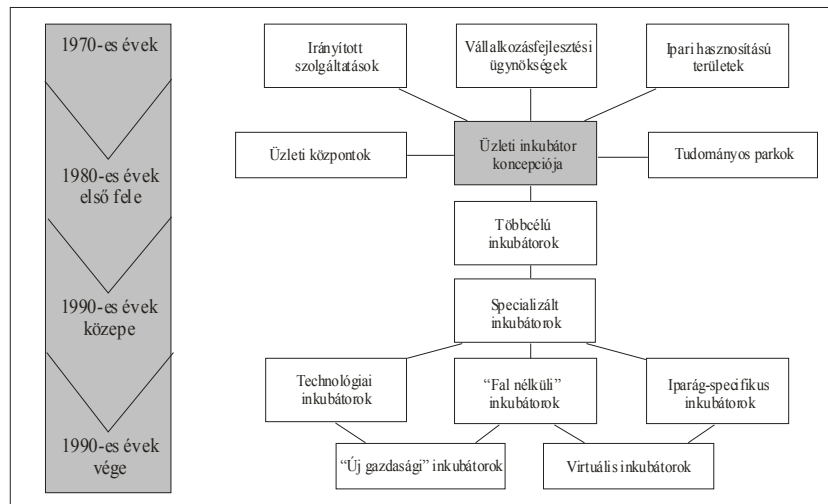 1970-es évek
1980-es évek
első fele
1990-es évek
közepe
1990-es évek
vége
Irányított
szolgáltatások
Vállalkozásfejlesztési
ügynökségek
Ipari hasznosítású
területek
Üzleti központok
Üzleti inkubátor
koncepciója
Tudományos parkok
Többcélú
inkubátorok
Specializált
inkubátorok
Technológiai
inkubátorok
“Fal nélküli”
inkubátorok
Iparág-specifikus
inkubátorok
“Új gazdasági” inkubátorok
Virtuális inkubátorok